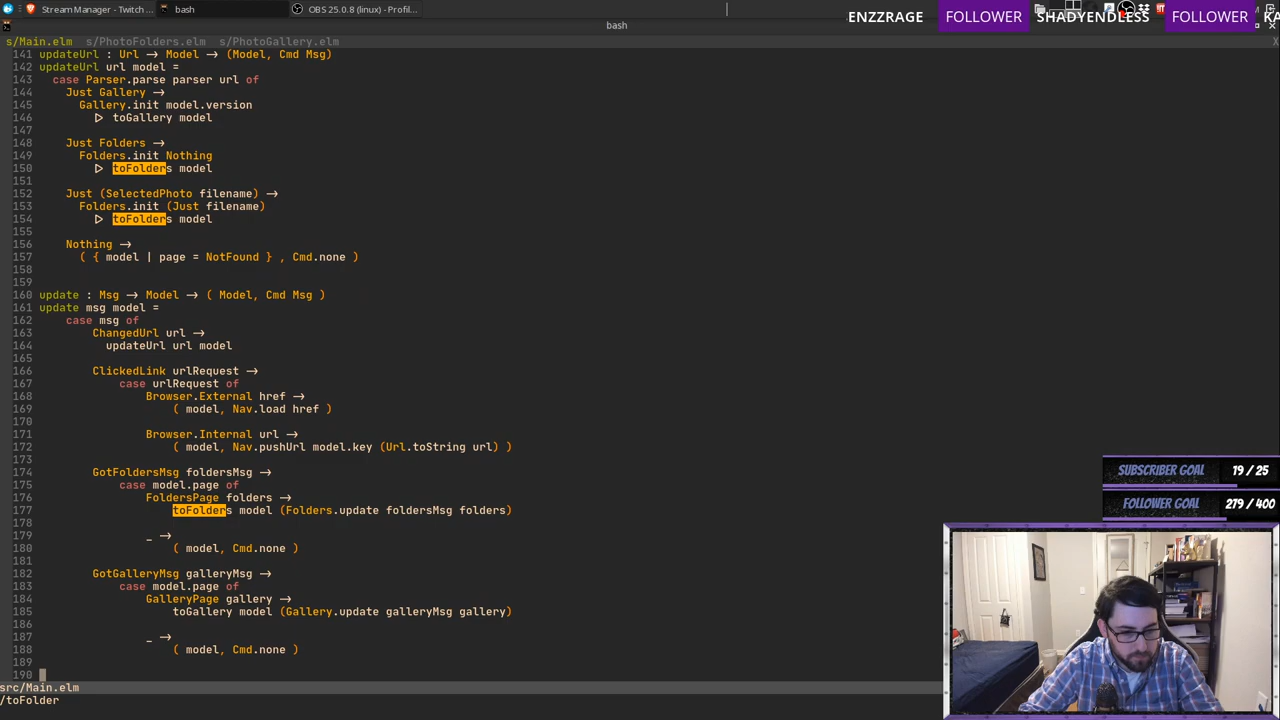 Stream Manager - Twitch ...
bash
OBS 25.0.8 (linux) - Profil...
ENZZRAGE
FOLLOWER
SHADYENDLESS
FOLLOWER
KA
bash
s/Main.elm s/PhotoFolders.elm s/PhotoGallery.elm
X
141 updateUrl : Url → Model → (Model, Cmd Msg)
142 updateUrl url model =
143 case Parser.parse parser url of
144 Just Gallery →
145 Gallery.init model.version
146 ▷ toGallery model
147
148 Just Folders →
149 Folders.init Nothing
150 ▷ toFolders model
151
152 Just (SelectedPhoto filename) →
153 Folders.init (Just filename)
154 ▷ toFolders model
155
156 Nothing →
157 ( { model | page = NotFound } , Cmd.none )
158
159
160 update : Msg → Model → ( Model, Cmd Msg )
161 update msg model =
162 case msg of
163 ChangedUrl url →
164 updateUrl url model
165
166 ClickedLink urlRequest →
167 case urlRequest of
168 Browser.External href →
169 ( model, Nav.load href )
170
171 Browser.Internal url →
172 ( model, Nav.pushUrl model.key (Url.toString url) )
173
174 GotFoldersMsg foldersMsg →
175 case model.page of
176 FoldersPage folders →
177 toFolders model (Folders.update foldersMsg folders)
178
179 _ →
180 ( model, Cmd.none )
181
182 GotGalleryMsg galleryMsg →
183 case model.page of
184 GalleryPage gallery →
185 toGallery model (Gallery.update galleryMsg gallery)
186
187 _ →
188 ( model, Cmd.none )
189
190
src/Main.elm
/toFolder
SUBSCRIBER GOAL 19 / 25
FOLLOWER GOAL 279 / 400